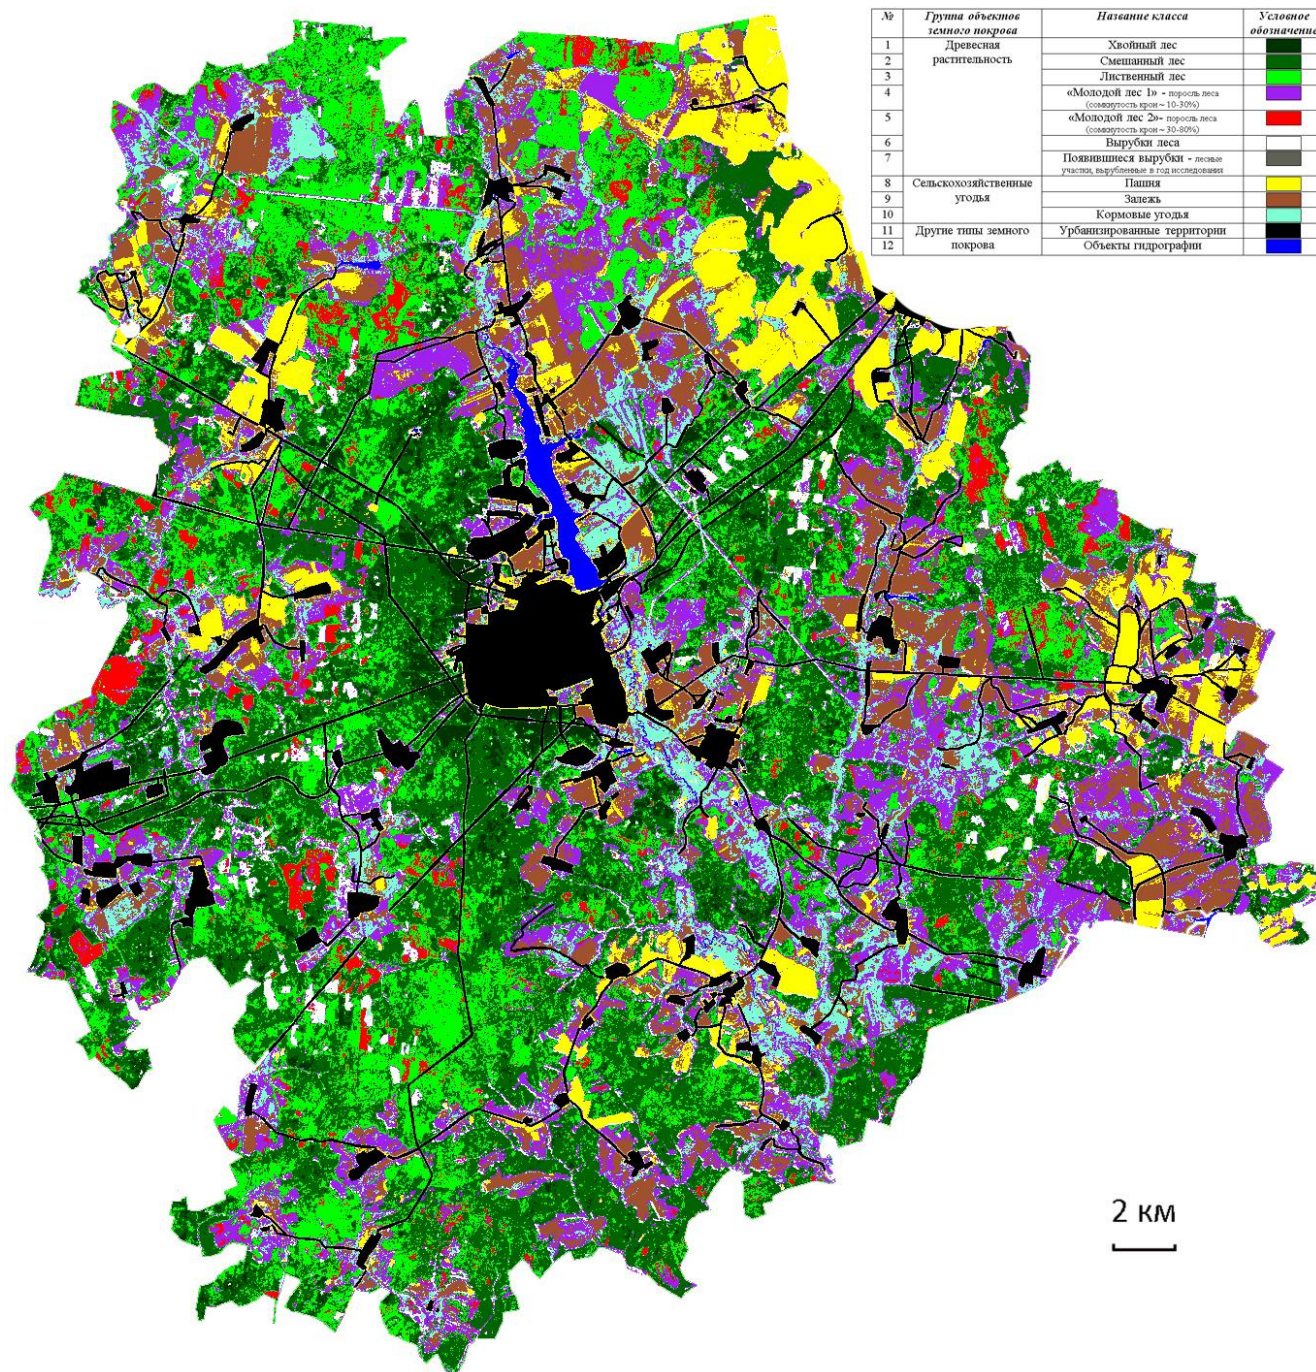 № Группа объектов земного покрова Название класса Условное обозначение
1 Древесная растительность Хвойный лес
2 Смешанный лес
3 Лиственный лес
4 «Молодой лес 1» - поросль леса (сомкнутость крон ~ 10-30%)
5 «Молодой лес 2»- поросль леса (сомкнутость крон ~ 30-80%)
6 Вырубки леса
7 Появившиеся вырубки - лесные участки, вырубленные в год исследования
8 Сельскохозяйственные угодья Пашня
9 Залежь
10 Кормовые угодья
11 Другие типы земного покрова Урбанизированные территории
12 Объекты гидрографии
2 км